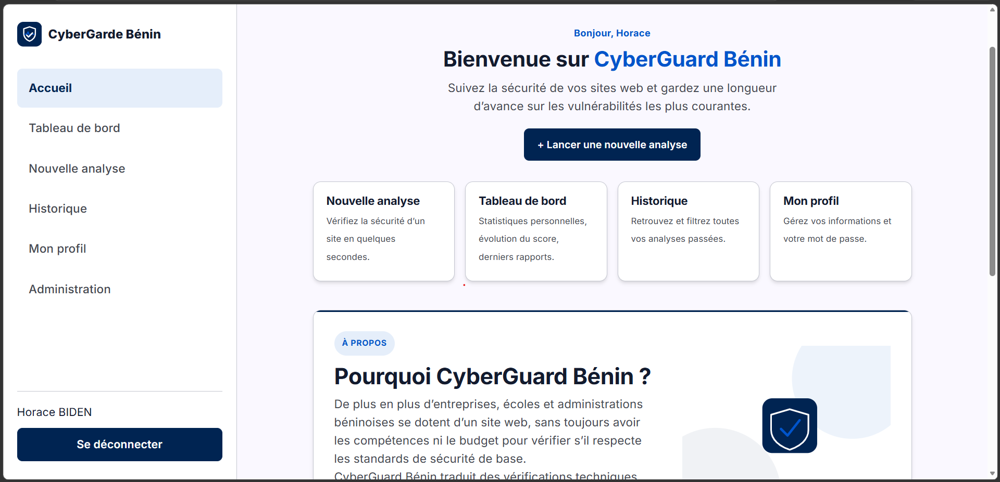 CyberGarde Bénin
Accueil
Tableau de bord
Nouvelle analyse
Historique
Mon profil
Administration
Horace BIDEN
Se déconnecter
Bonjour, Horace
Bienvenue sur CyberGuard Bénin
Suivez la sécurité de vos sites web et gardez une longueur
d’avance sur les vulnérabilités les plus courantes.
+ Lancer une nouvelle analyse
Nouvelle analyse
Vérifiez la sécurité d’un
site en quelques
secondes.
Tableau de bord
Statistiques personnelles,
évolution du score,
derniers rapports.
Historique
Retrouvez et filtrez toutes
vos analyses passées.
Mon profil
Gérez vos informations et
votre mot de passe.
À PROPOS
Pourquoi CyberGuard Bénin ?
De plus en plus d’entreprises, écoles et administrations
béninoises se dotent d’un site web, sans toujours avoir
les compétences ni le budget pour vérifier s’il respecte
les standards de sécurité de base.
CyberGuard Bénin traduit des vérifications techniques